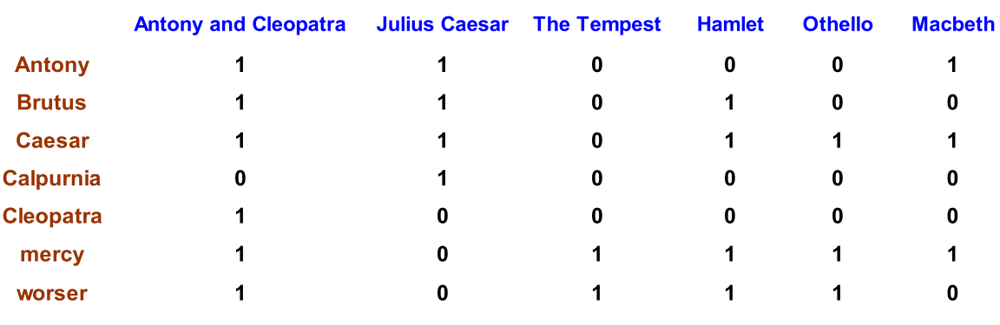 Antony and Cleopatra Julius Caesar The Tempest Hamlet Othello Macbeth
Antony 1 1 0 0 0 1
Brutus 1 1 0 1 0 0
Caesar 1 1 0 1 1 1
Calpurnia 0 1 0 0 0 0
Cleopatra 1 0 0 0 0 0
mercy 1 0 1 1 1 1
worser 1 0 1 1 1 0